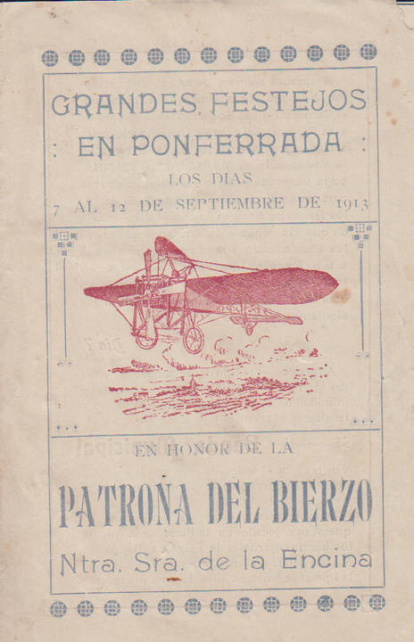 GRANDES FESTEJOS
: EN PONFERRADA :
LOS DIAS
7 AL 12 DE SEPTIEMBRE DE 1913
EN HONOR DE LA
PATRONA DEL BIERZO
Ntra. Sra. de la Encina